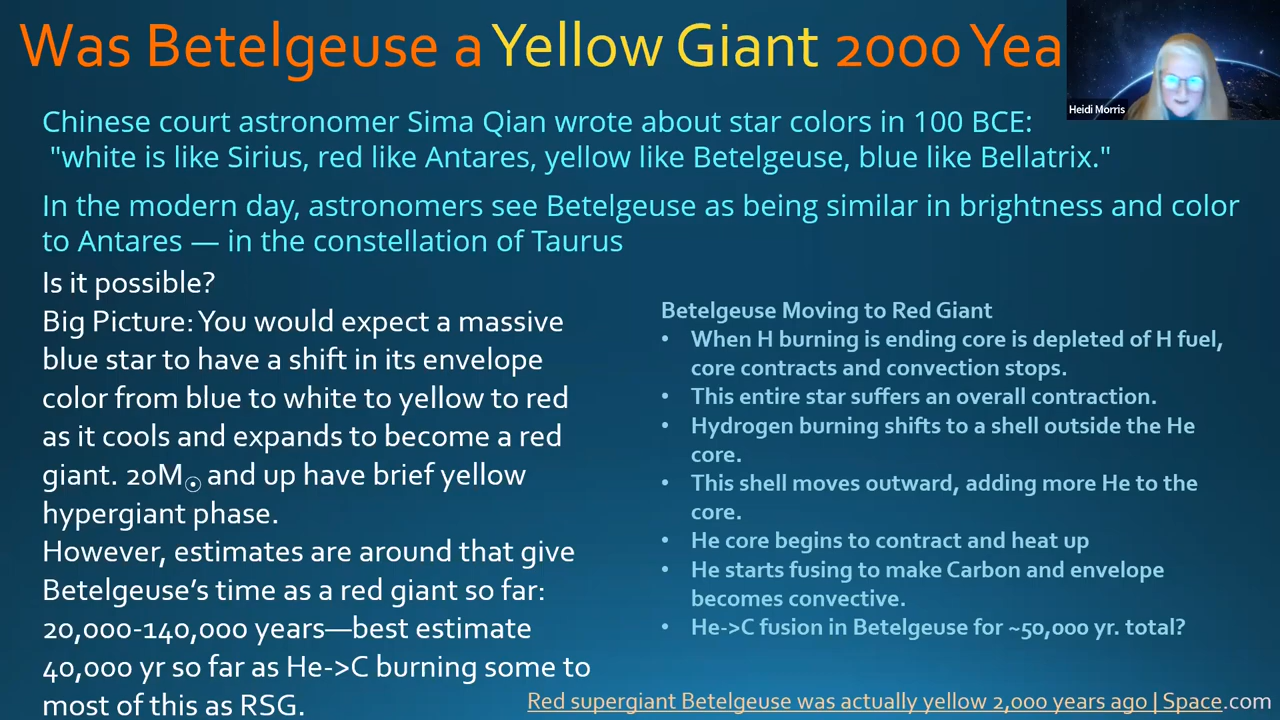 Was Betelgeuse a Yellow Giant 2000 Yea
Heidi Morris
Chinese court astronomer Sima Qian wrote about star colors in 100 BCE:
"white is like Sirius, red like Antares, yellow like Betelgeuse, blue like Bellatrix."
In the modern day, astronomers see Betelgeuse as being similar in brightness and color
to Antares — in the constellation of Taurus
Is it possible?
Big Picture: You would expect a massive
blue star to have a shift in its envelope
color from blue to white to yellow to red
as it cools and expands to become a red
giant. 20M☉ and up have brief yellow
hypergiant phase.
However, estimates are around that give
Betelgeuse’s time as a red giant so far:
20,000-140,000 years—best estimate
40,000 yr so far as He->C burning some to
most of this as RSG.
Betelgeuse Moving to Red Giant
• When H burning is ending core is depleted of H fuel,
core contracts and convection stops.
• This entire star suffers an overall contraction.
• Hydrogen burning shifts to a shell outside the He
core.
• This shell moves outward, adding more He to the
core.
• He core begins to contract and heat up
• He starts fusing to make Carbon and envelope
becomes convective.
• He->C fusion in Betelgeuse for ~50,000 yr. total?
Red supergiant Betelgeuse was actually yellow 2,000 years ago | Space.com